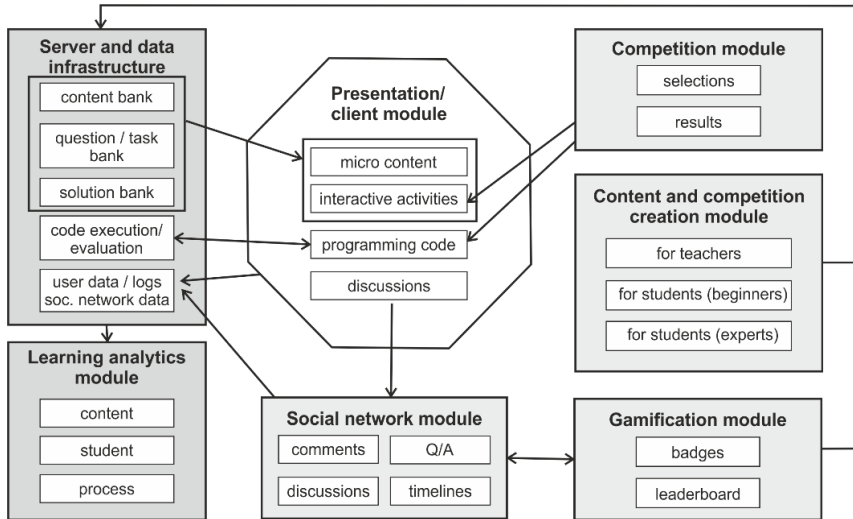 Server and data
infrastructure
content bank
question / task
bank
solution bank
code execution/
evaluation
user data / logs
soc. network data
Learning analytics
module
content
student
process
Presentation/
client module
micro content
interactive activities
programming code
discussions
Social network module
comments
Q/A
discussions
timelines
Competition module
selections
results
Content and competition
creation module
for teachers
for students (beginners)
for students (experts)
Gamification module
badges
leaderboard